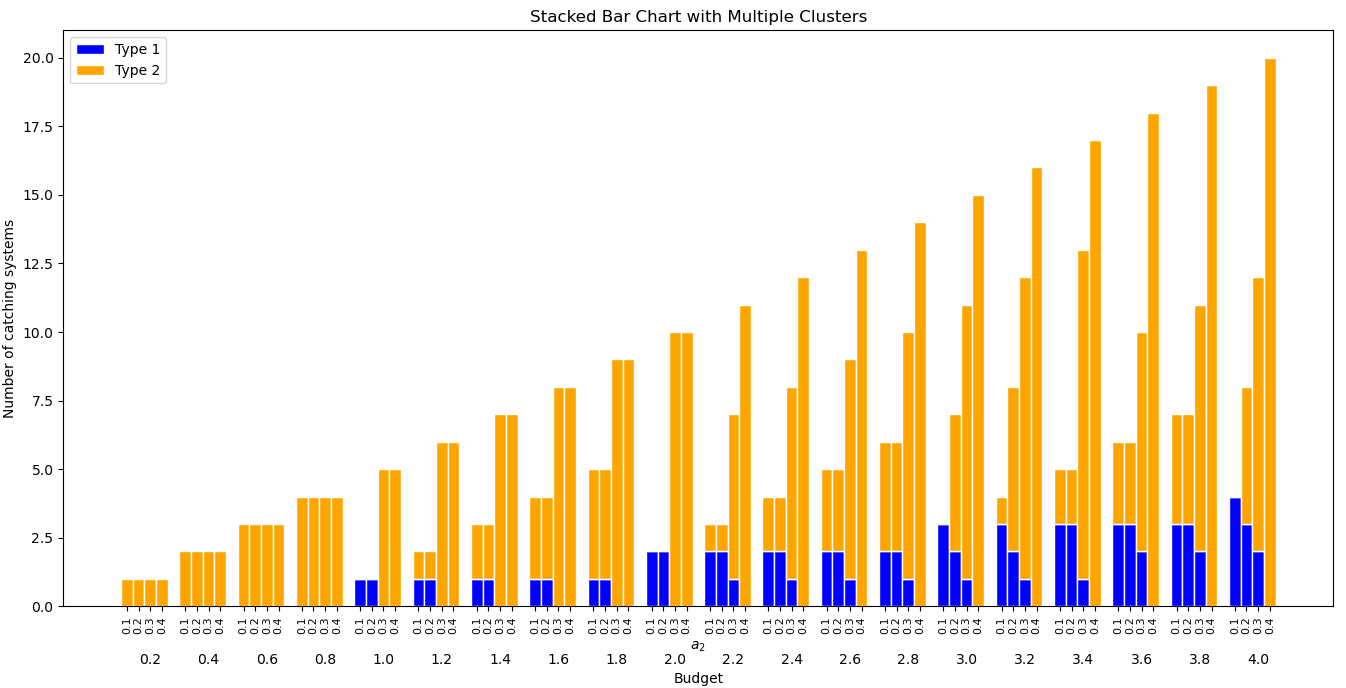 Stacked Bar Chart with Multiple Clusters
Type 1
Type 2
Number of catching systems
20.0
17.5
15.0
12.5
10.0
7.5
5.0
2.5
0.0
0.1 0.2 0.3 0.4 0.1 0.2 0.3 0.4 0.1 0.2 0.3 0.4 0.1 0.2 0.3 0.4 0.1 0.2 0.3 0.4 0.1 0.2 0.3 0.4 0.1 0.2 0.3 0.4 0.1 0.2 0.3 0.4 0.1 0.2 0.3 0.4 0.1 0.2 0.3 0.4 0.1 0.2 0.3 0.4 0.1 0.2 0.3 0.4 0.1 0.2 0.3 0.4 0.1 0.2 0.3 0.4 0.1 0.2 0.3 0.4 0.1 0.2 0.3 0.4 0.1 0.2 0.3 0.4 0.1 0.2 0.3 0.4 0.1 0.2 0.3 0.4 0.1 0.2 0.3 0.4
a₂
0.2 0.4 0.6 0.8 1.0 1.2 1.4 1.6 1.8 2.0 2.2 2.4 2.6 2.8 3.0 3.2 3.4 3.6 3.8 4.0
Budget